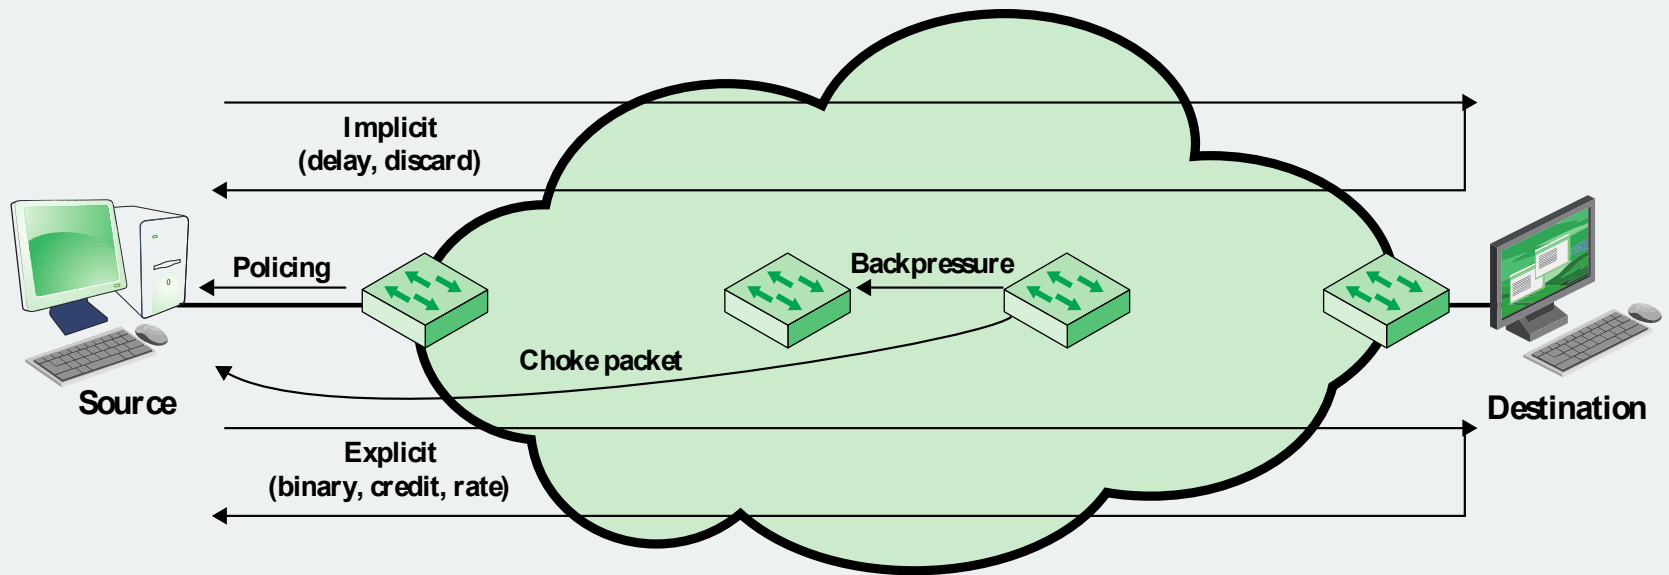 Implicit
(delay, discard)
Policing
Backpressure
Choke packet
Source
Destination
Explicit
(binary, credit, rate)